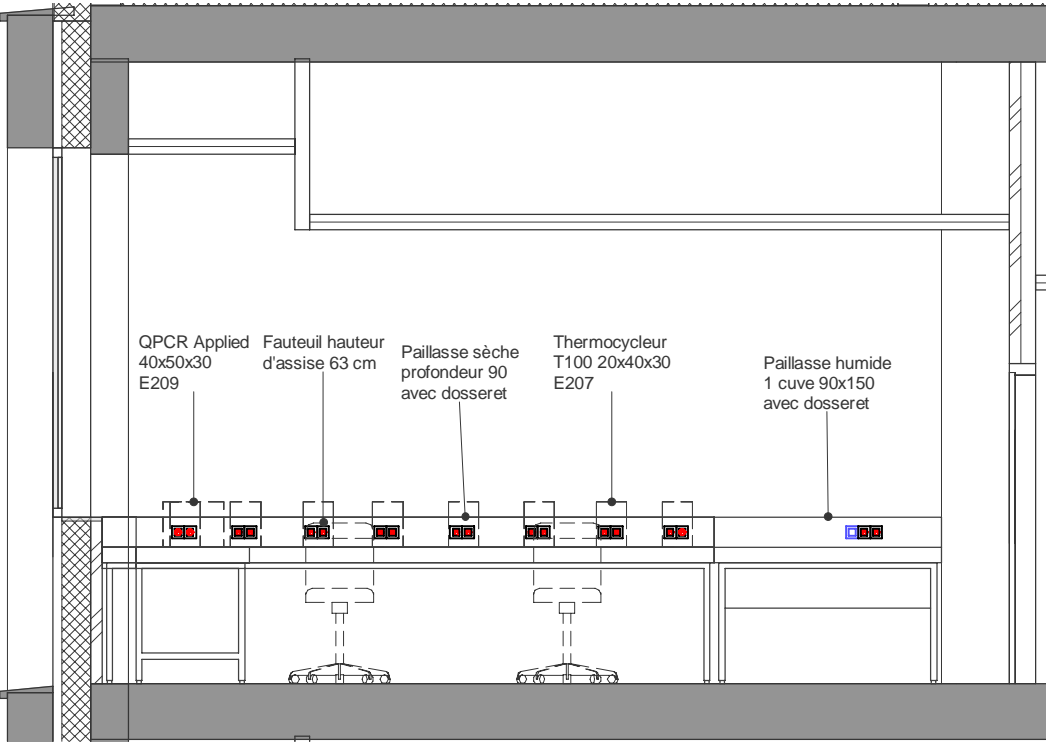 QPCR Applied
40x50x30
E209
Fauteuil hauteur
d'assise 63 cm
Paillasse sèche
profondeur 90
avec dosseret
Thermocycleur
T100 20x40x30
E207
Paillasse humide
1 cuve 90x150
avec dosseret